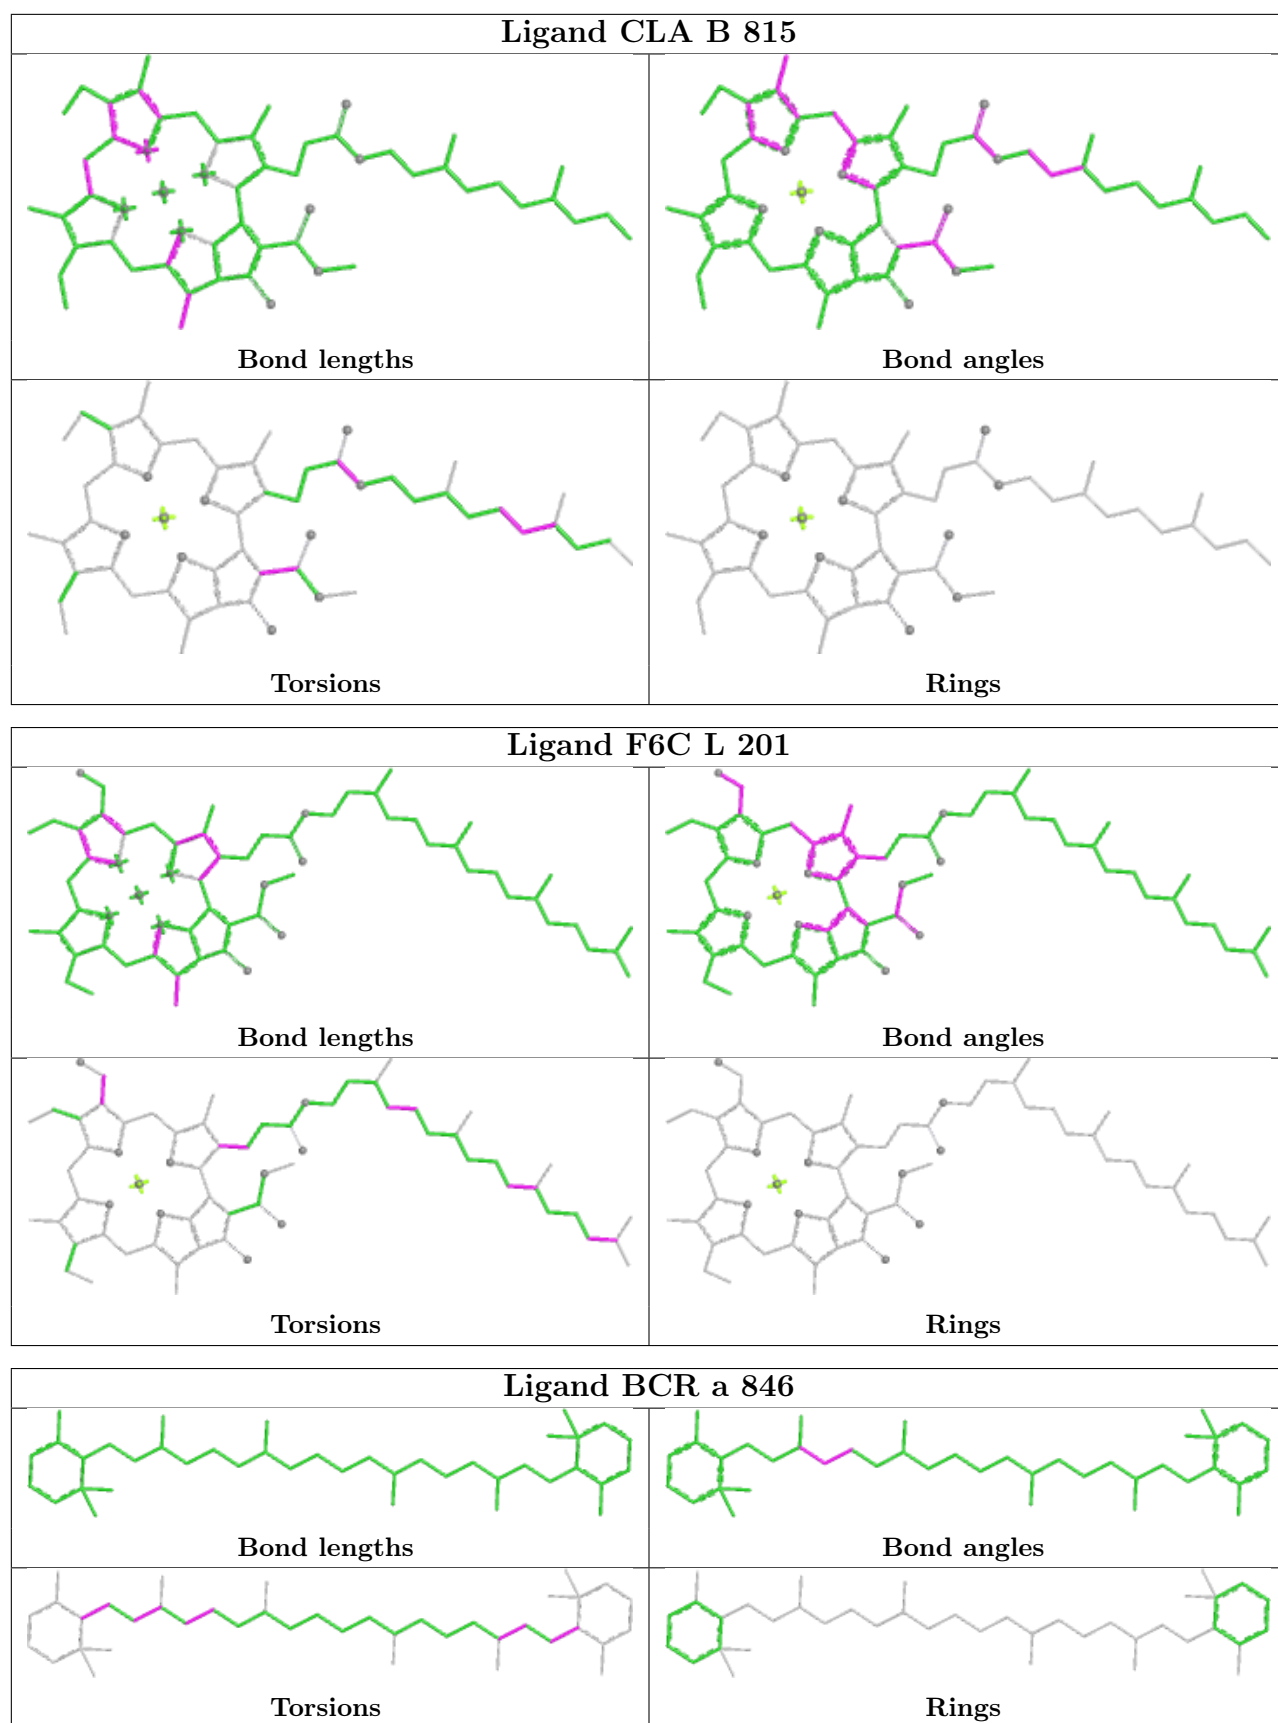 Ligand CLA B 815
Bond lengths
Bond angles
Torsions
Rings
Ligand F6C L 201
Bond lengths
Bond angles
Torsions
Rings
Ligand BCR a 846
Bond lengths
Bond angles
Torsions
Rings